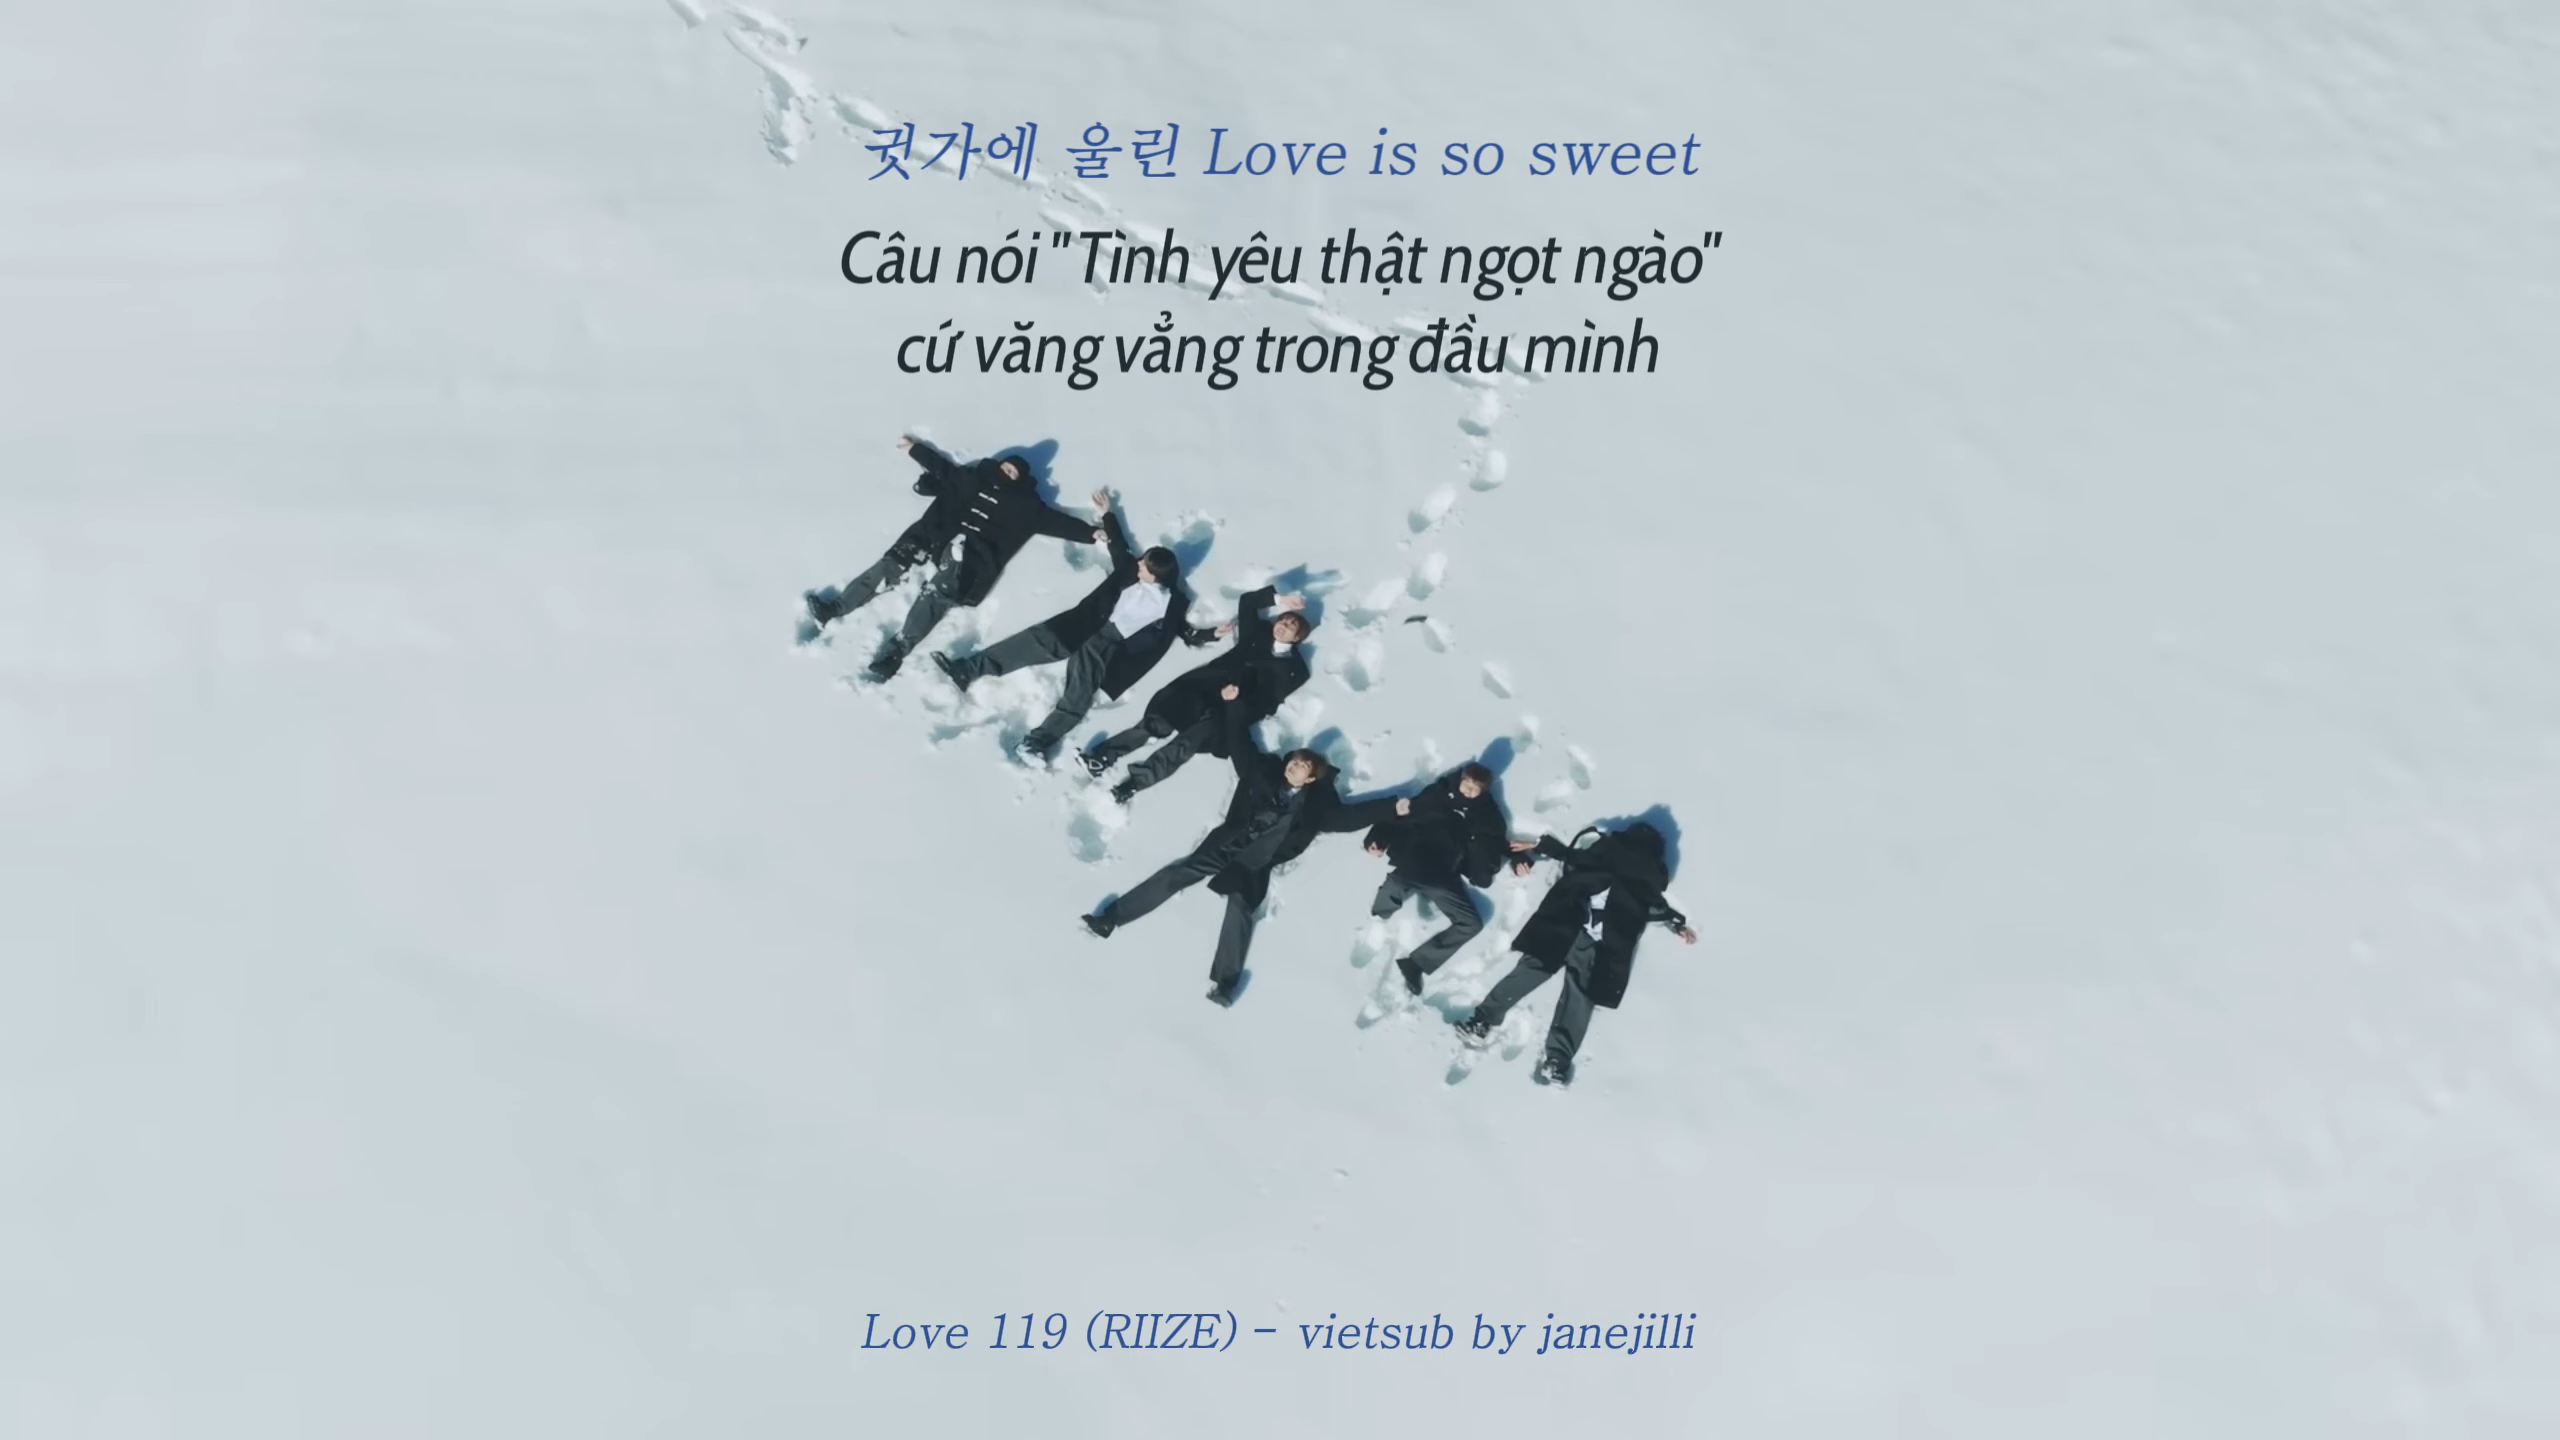 귓가에 울린 Love is so sweet
Câu nói "Tình yêu thật ngọt ngào"
cứ văng vẳng trong đầu mình
Love 119 (RIIZE) - vietsub by janejilli